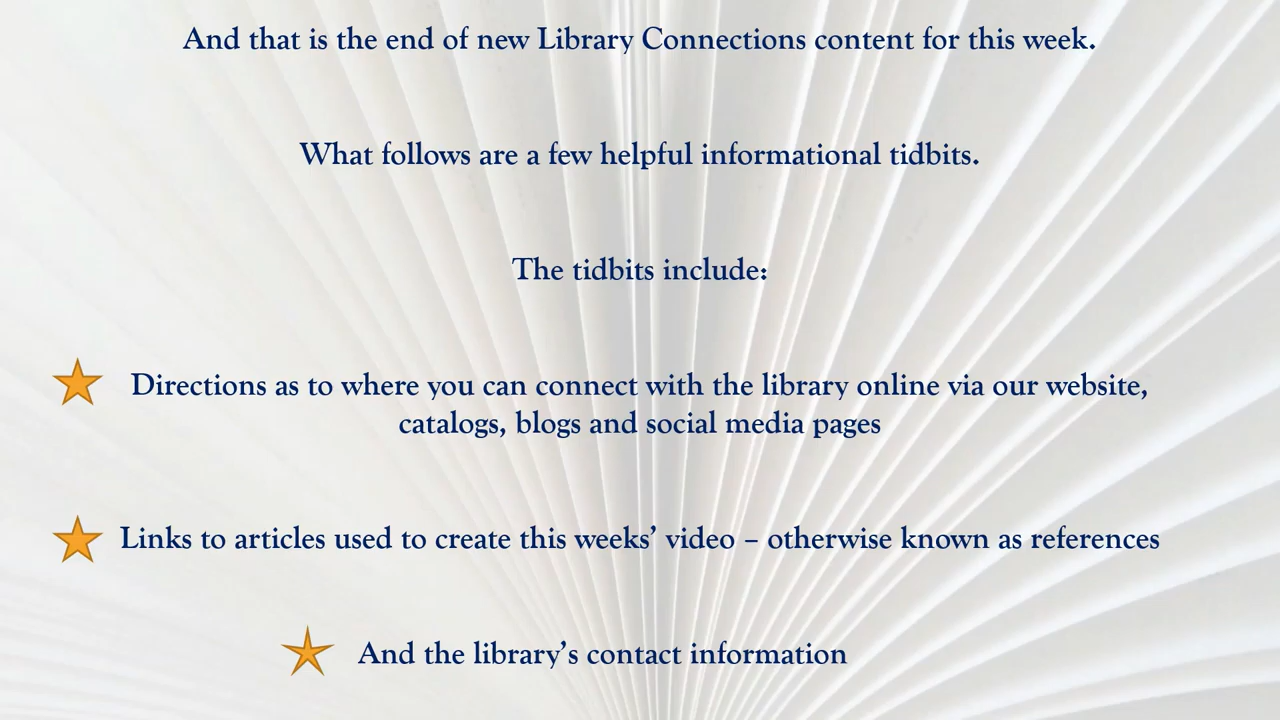 And that is the end of new Library Connections content for this week.
What follows are a few helpful informational tidbits.
The tidbits include:
Directions as to where you can connect with the library online via our website,
catalogs, blogs and social media pages
Links to articles used to create this weeks’ video – otherwise known as references
And the library’s contact information